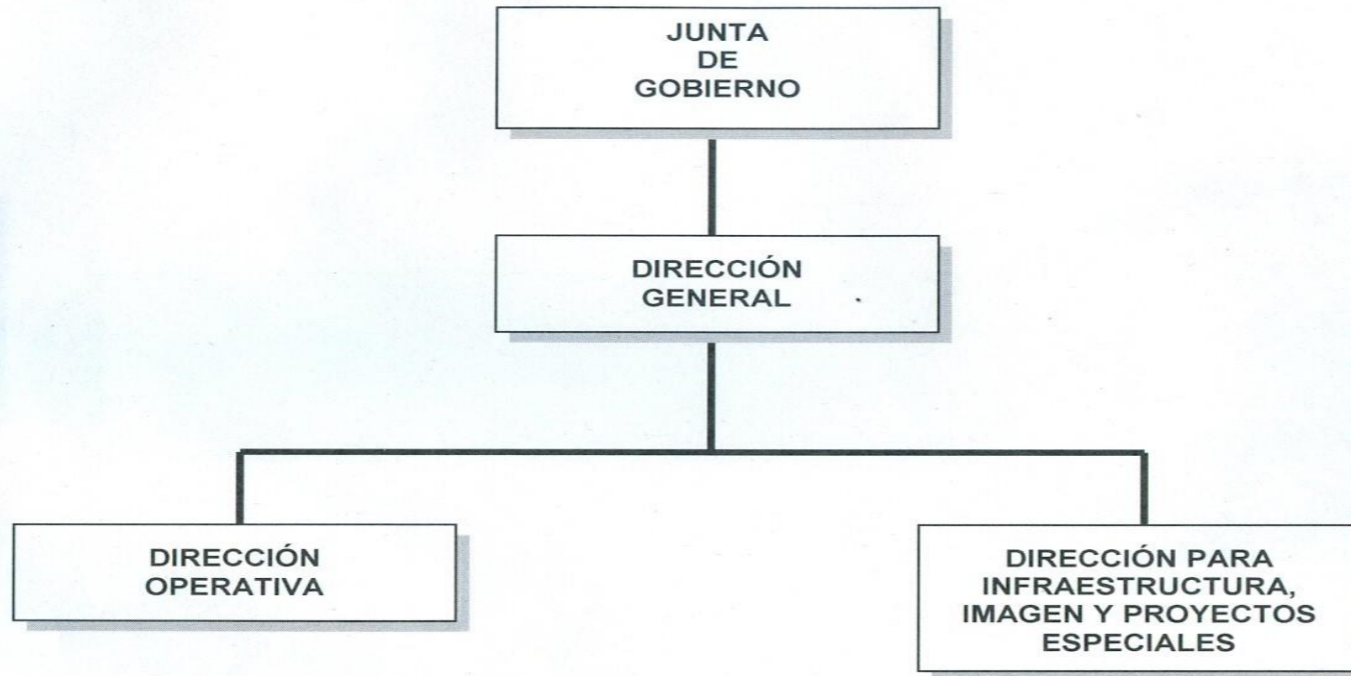 JUNTA
DE
GOBIERNO
DIRECCIÓN
GENERAL
DIRECCIÓN
OPERATIVA
DIRECCIÓN PARA
INFRAESTRUCTURA,
IMAGEN Y PROYECTOS
ESPECIALES